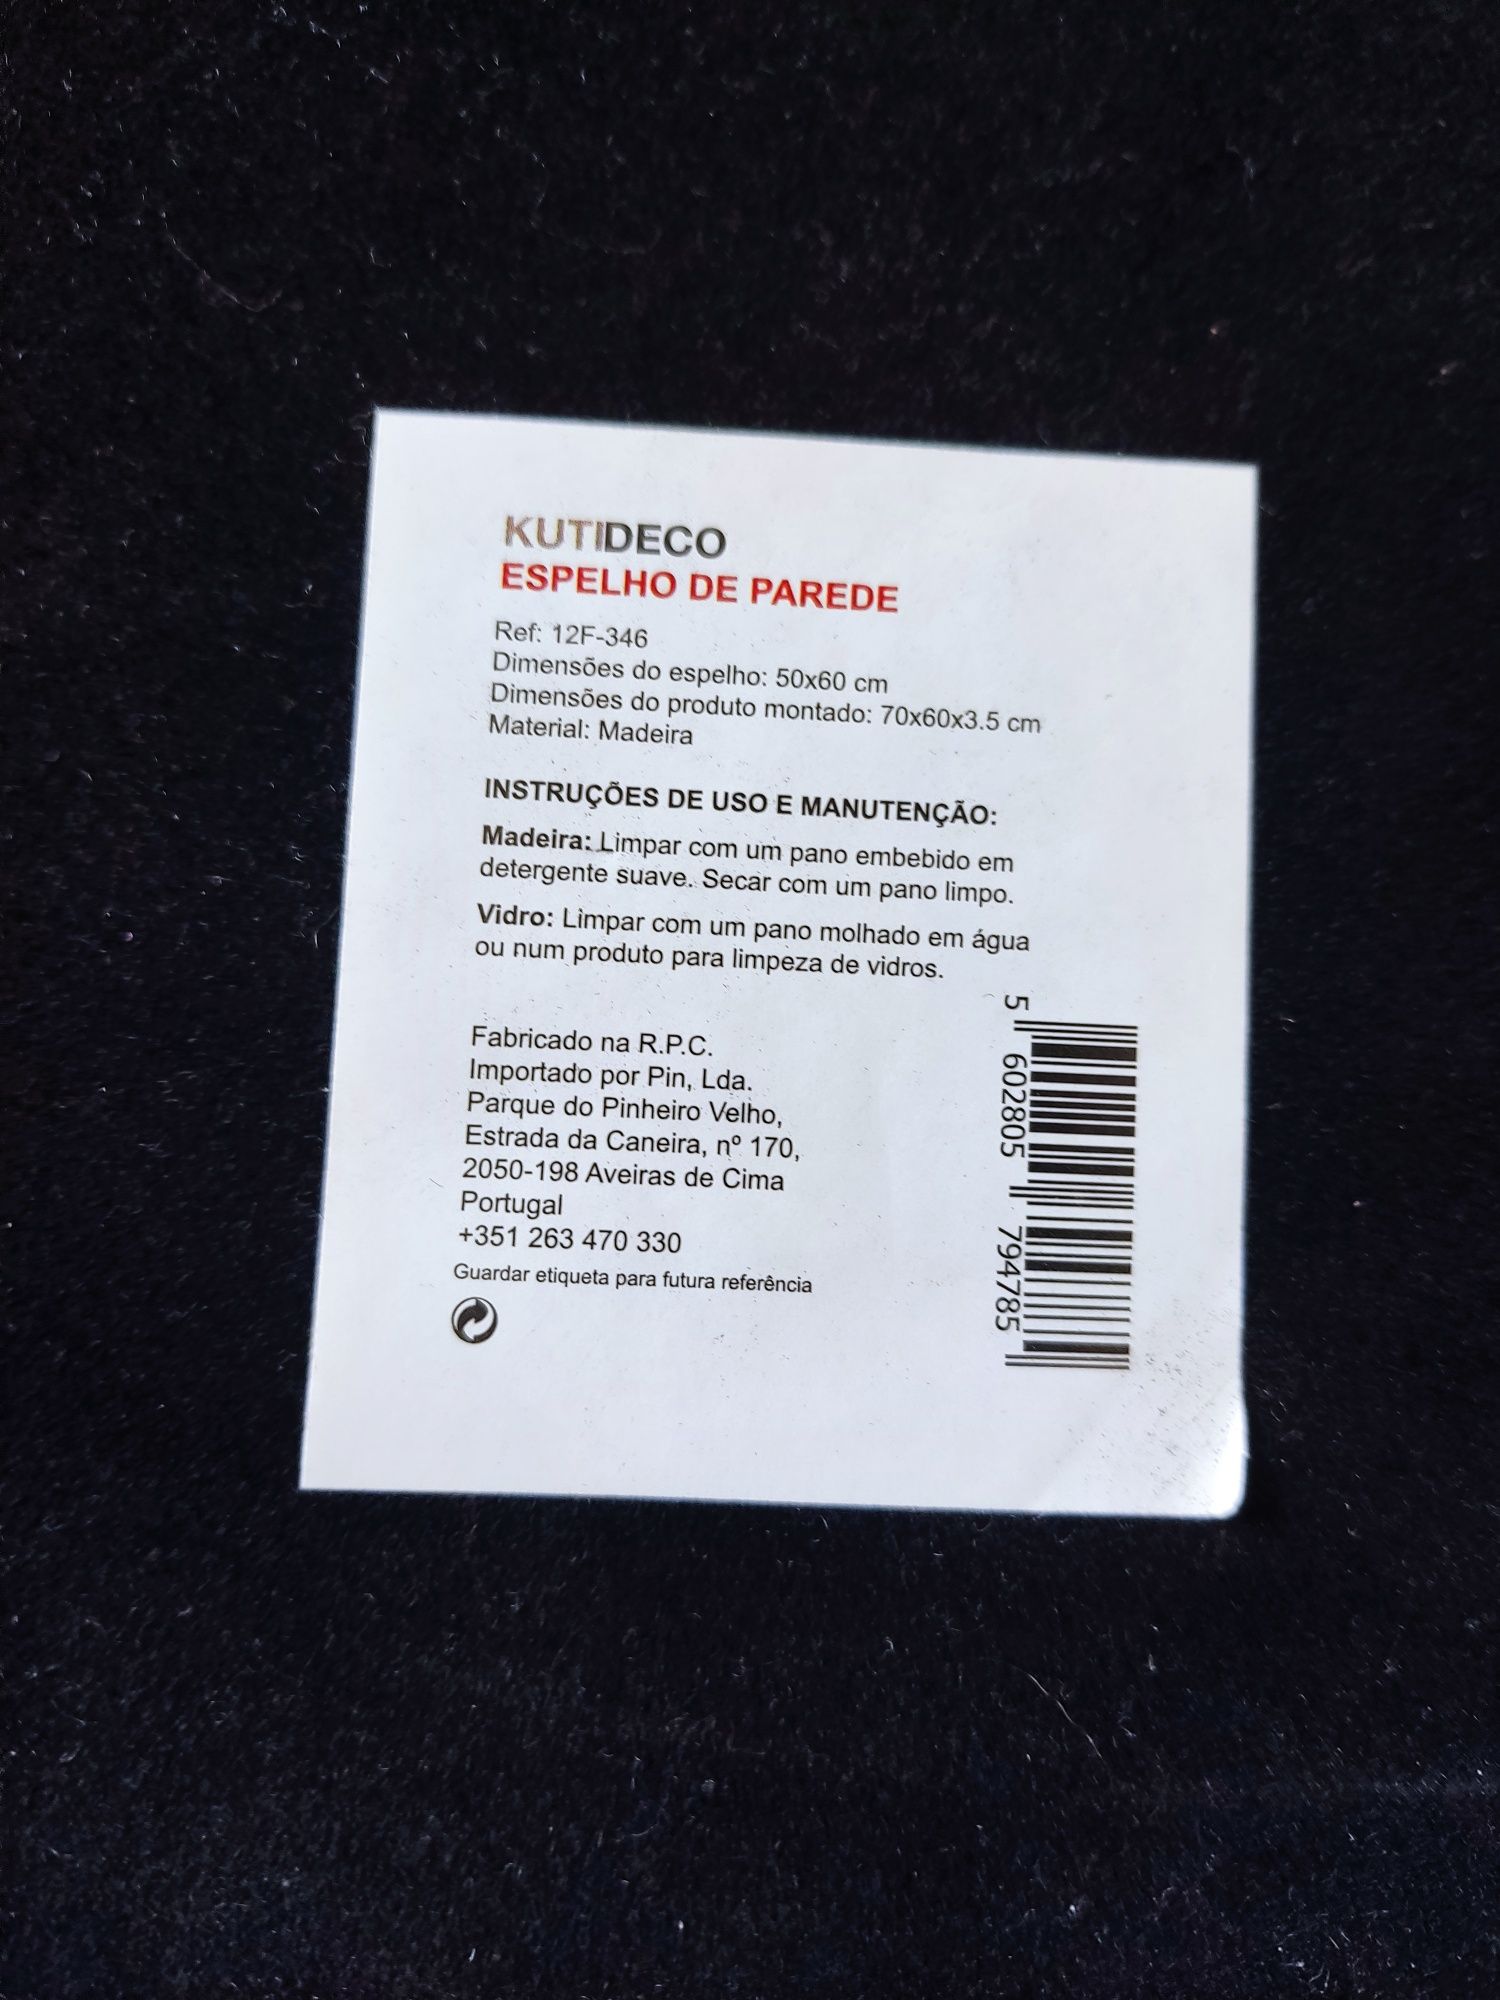 KUTIDECO
ESPELHO DE PAREDE
Ref: 12F-346
Dimensões do espelho: 50x60 cm
Dimensões do produto montado: 70x60x3.5 cm
Material: Madeira
INSTRUÇÕES DE USO E MANUTENÇÃO:
Madeira: Limpar com um pano embebido em
detergente suave. Secar com um pano limpo.
Vidro: Limpar com um pano molhado em água
ou num produto para limpeza de vidros.
Fabricado na R.P.C.
Importado por Pin, Lda.
Parque do Pinheiro Velho,
Estrada da Caneira, nº 170,
2050-198 Aveiras de Cima
Portugal
+351 263 470 330
Guardar etiqueta para futura referência
5 602805 794785